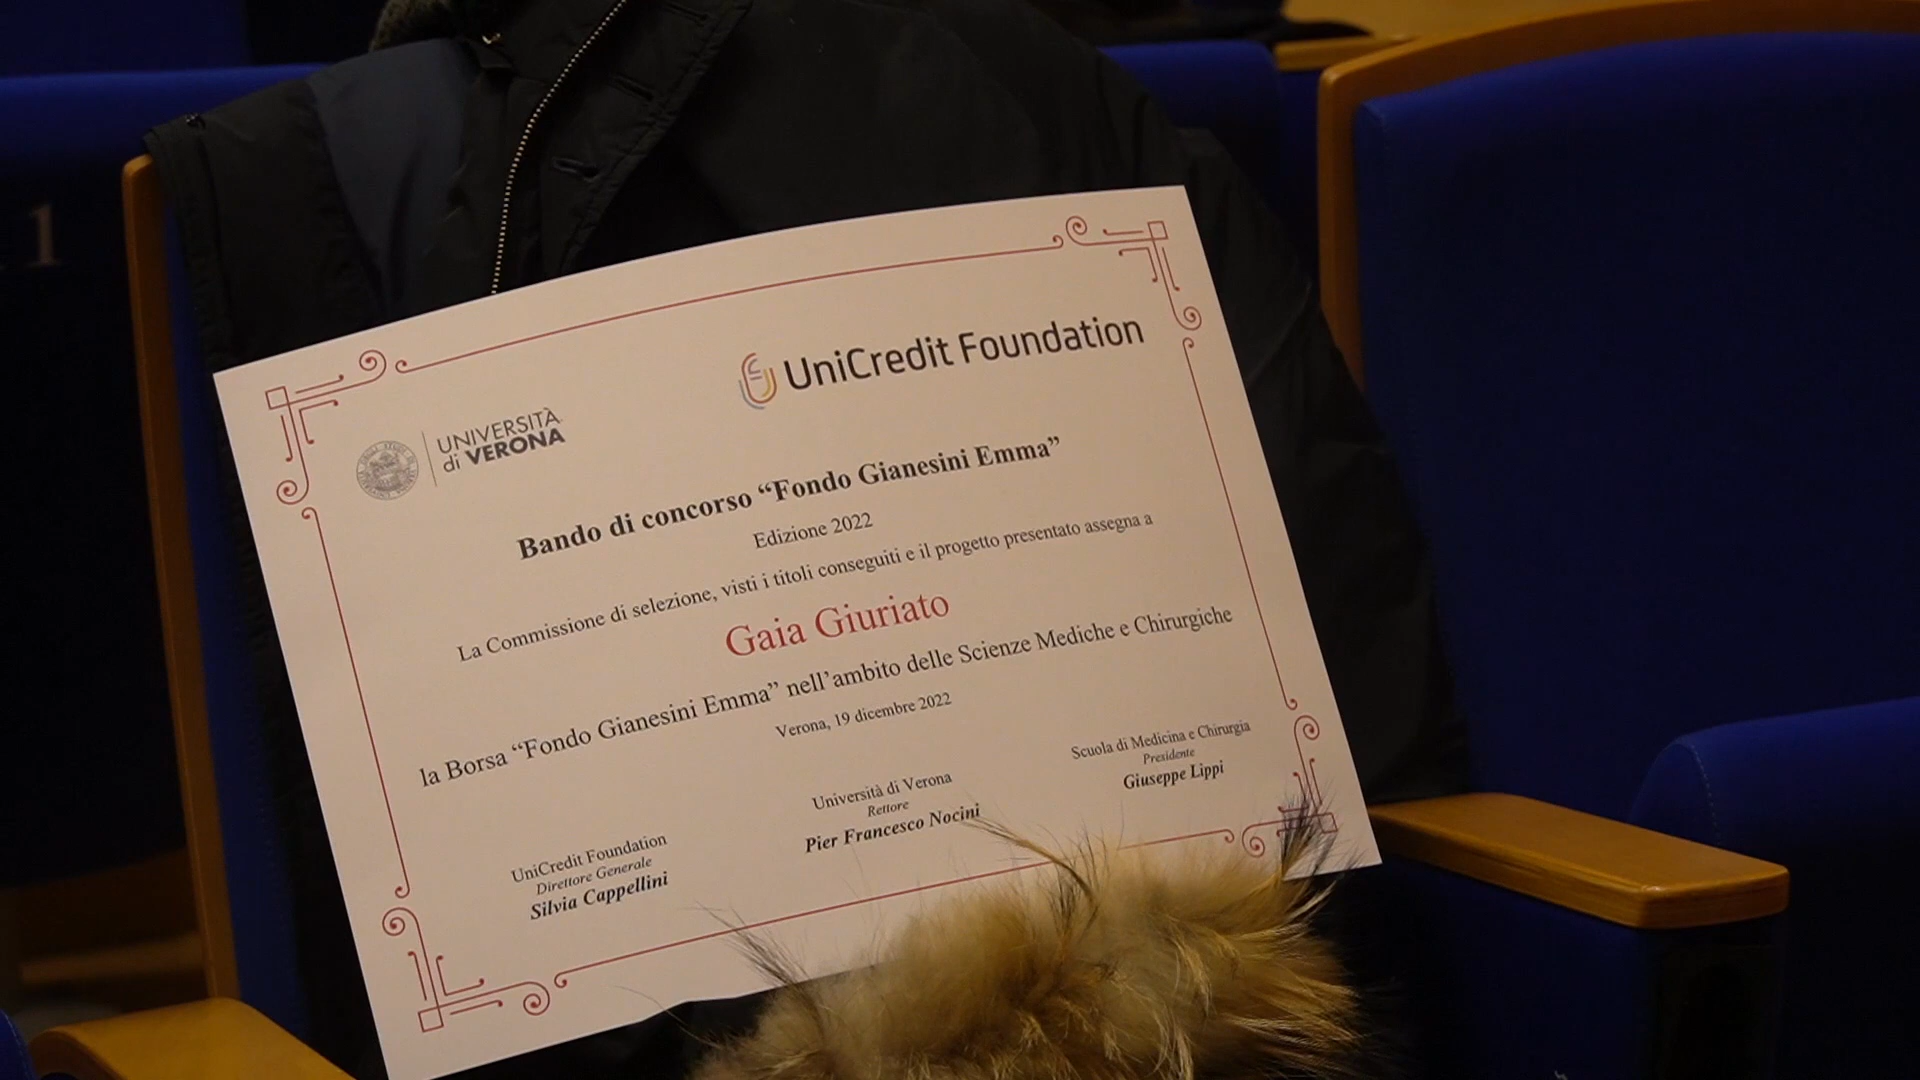 1
UniCredit Foundation
UNIVERSITÀ
di VERONA
Bando di concorso “Fondo Gianesini Emma”
Edizione 2022
La Commissione di selezione, visti i titoli conseguiti e il progetto presentato assegna a
Gaia Giuriato
la Borsa “Fondo Gianesini Emma” nell’ambito delle Scienze Mediche e Chirurgiche
Verona, 19 dicembre 2022
UniCredit Foundation
Direttore Generale
Silvia Cappellini
Università di Verona
Rettore
Pier Francesco Nocini
Scuola di Medicina e Chirurgia
Presidente
Giuseppe Lippi